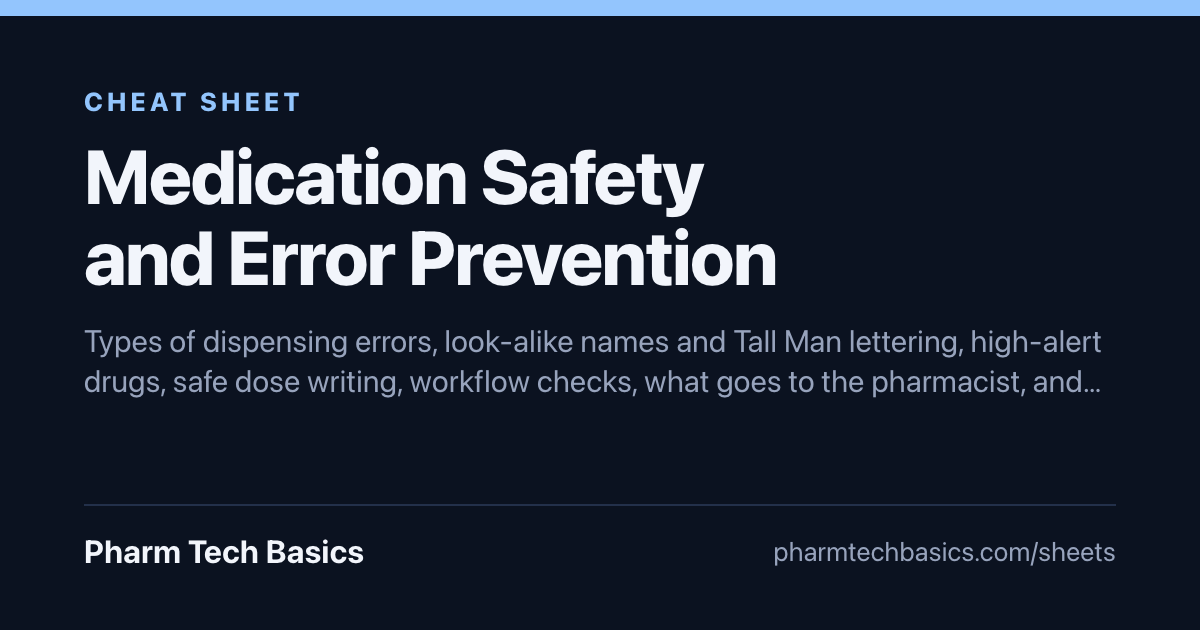 CHEAT SHEET
Medication Safety
and Error Prevention
Types of dispensing errors, look-alike names and Tall Man lettering, high-alert
drugs, safe dose writing, workflow checks, what goes to the pharmacist, and...
Pharm Tech Basics
pharmtechbasics.com/sheets